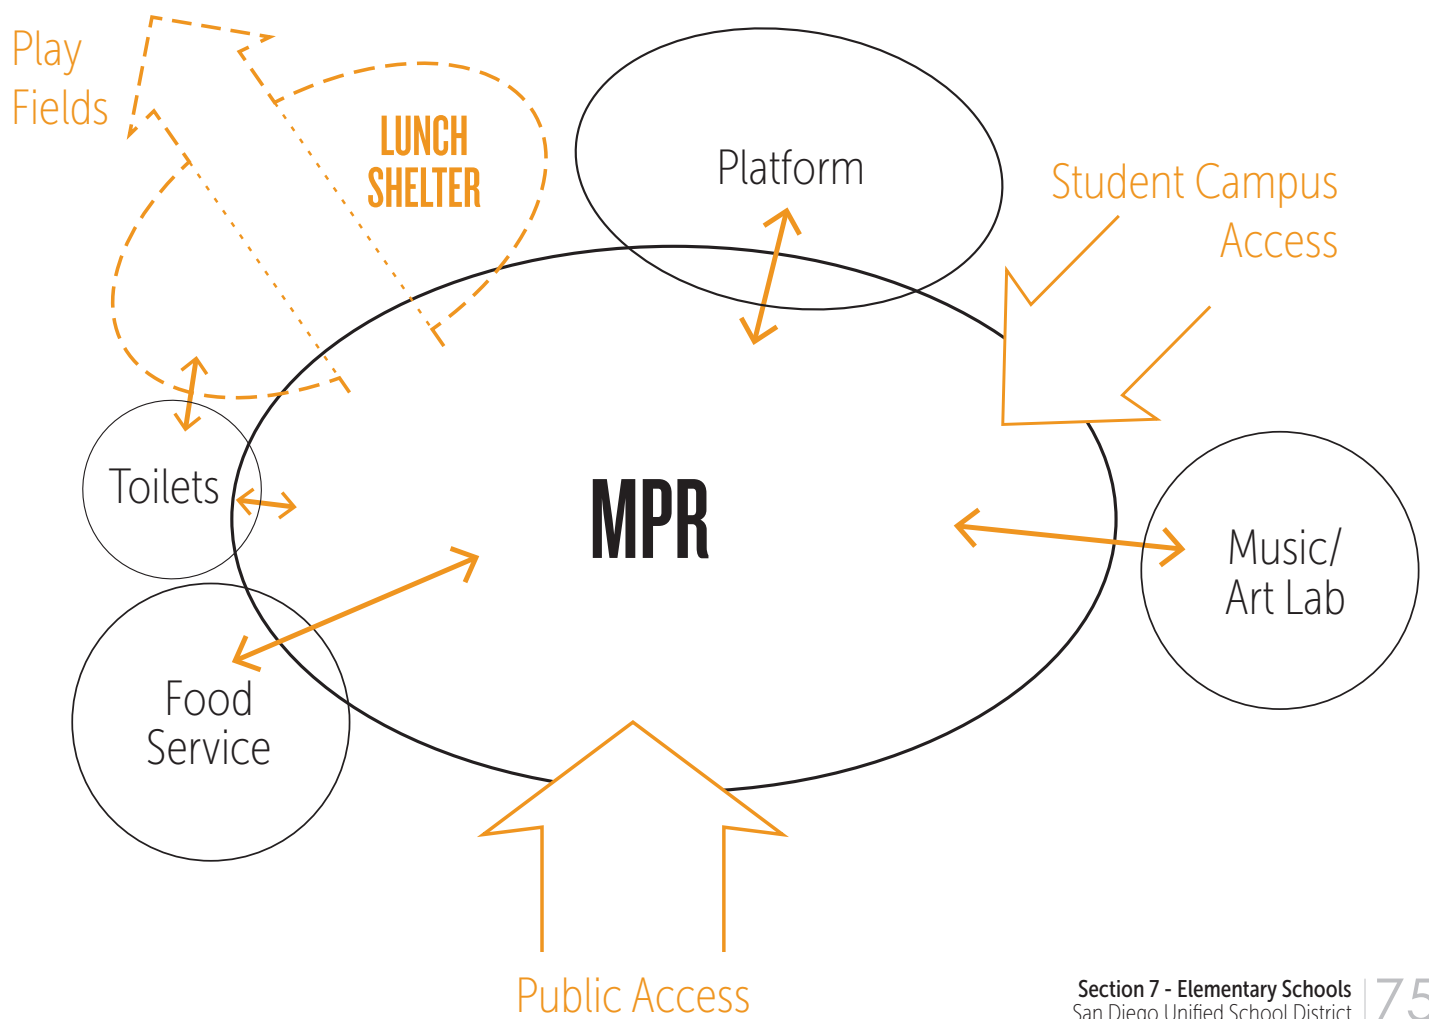 Play
Fields
LUNCH
SHELTER
Platform
Student Campus
Access
Toilets
MPR
Music/
Art Lab
Food
Service
Public Access
Section 7 - Elementary Schools
San Diego Unified School District
75